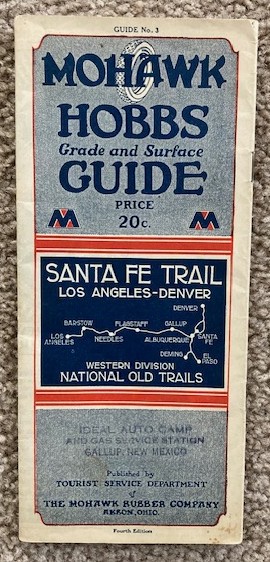 GUIDE No. 3
MOHAWK
HOBBS
Grade and Surface
GUIDE
PRICE
20c.
M M
SANTA FE TRAIL
LOS ANGELES-DENVER
DENVER
BARSTOW FLAGSTAFF GALLUP
LOS ANGELES NEEDLES ALBUQUERQUE SANTA FE
DEMING EL PASO
WESTERN DIVISION
NATIONAL OLD TRAILS
IDEAL AUTO CAMP
AND GAS SERVICE STATION
GALLUP, NEW MEXICO
Published by
TOURIST SERVICE DEPARTMENT
of
THE MOHAWK RUBBER COMPANY
AKRON, OHIO.
Fourth Edition